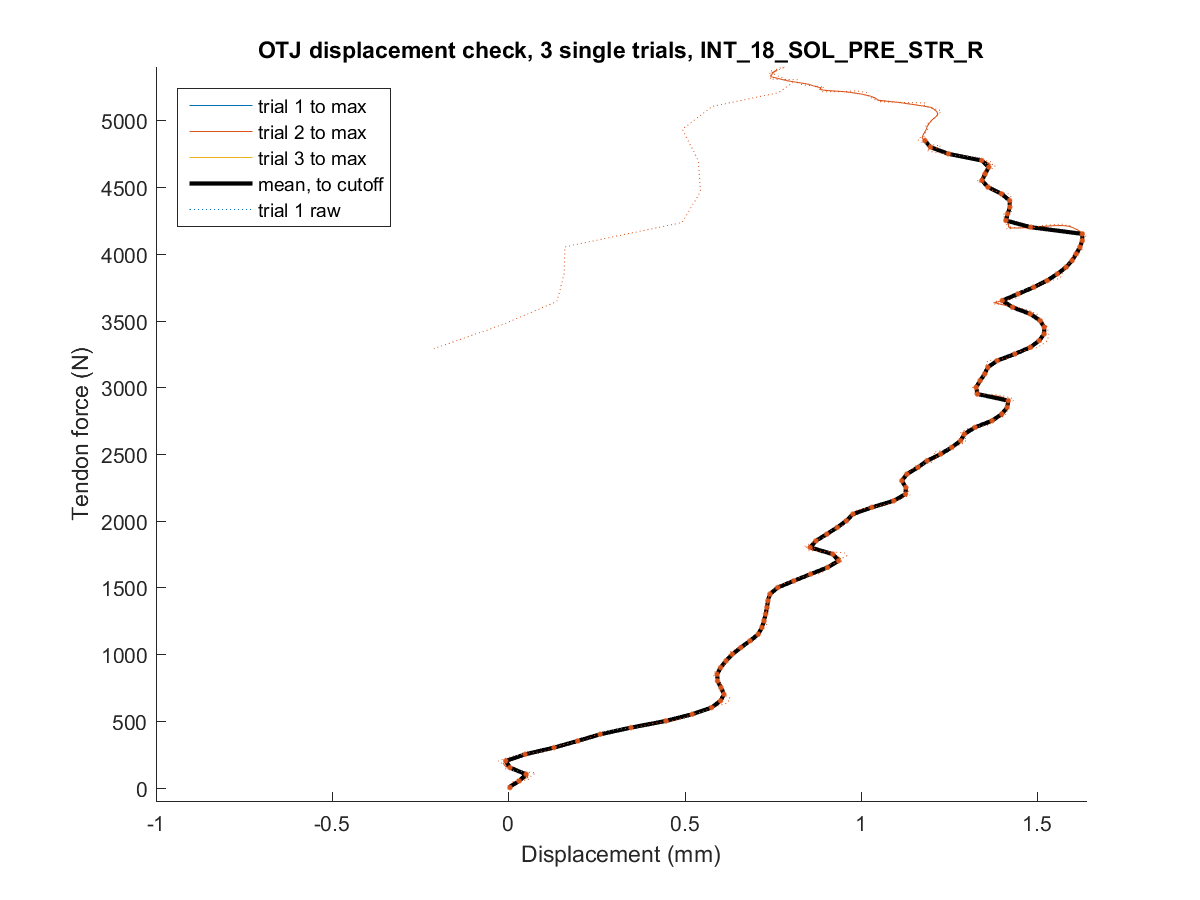 OTJ displacement check, 3 single trials, INT_18_SOL_PRE_STR_R
trial 1 to max
trial 2 to max
trial 3 to max
mean, to cutoff
trial 1 raw
Tendon force (N)
5000
4500
4000
3500
3000
2500
2000
1500
1000
500
0
-1
-0.5
0
0.5
1
1.5
Displacement (mm)